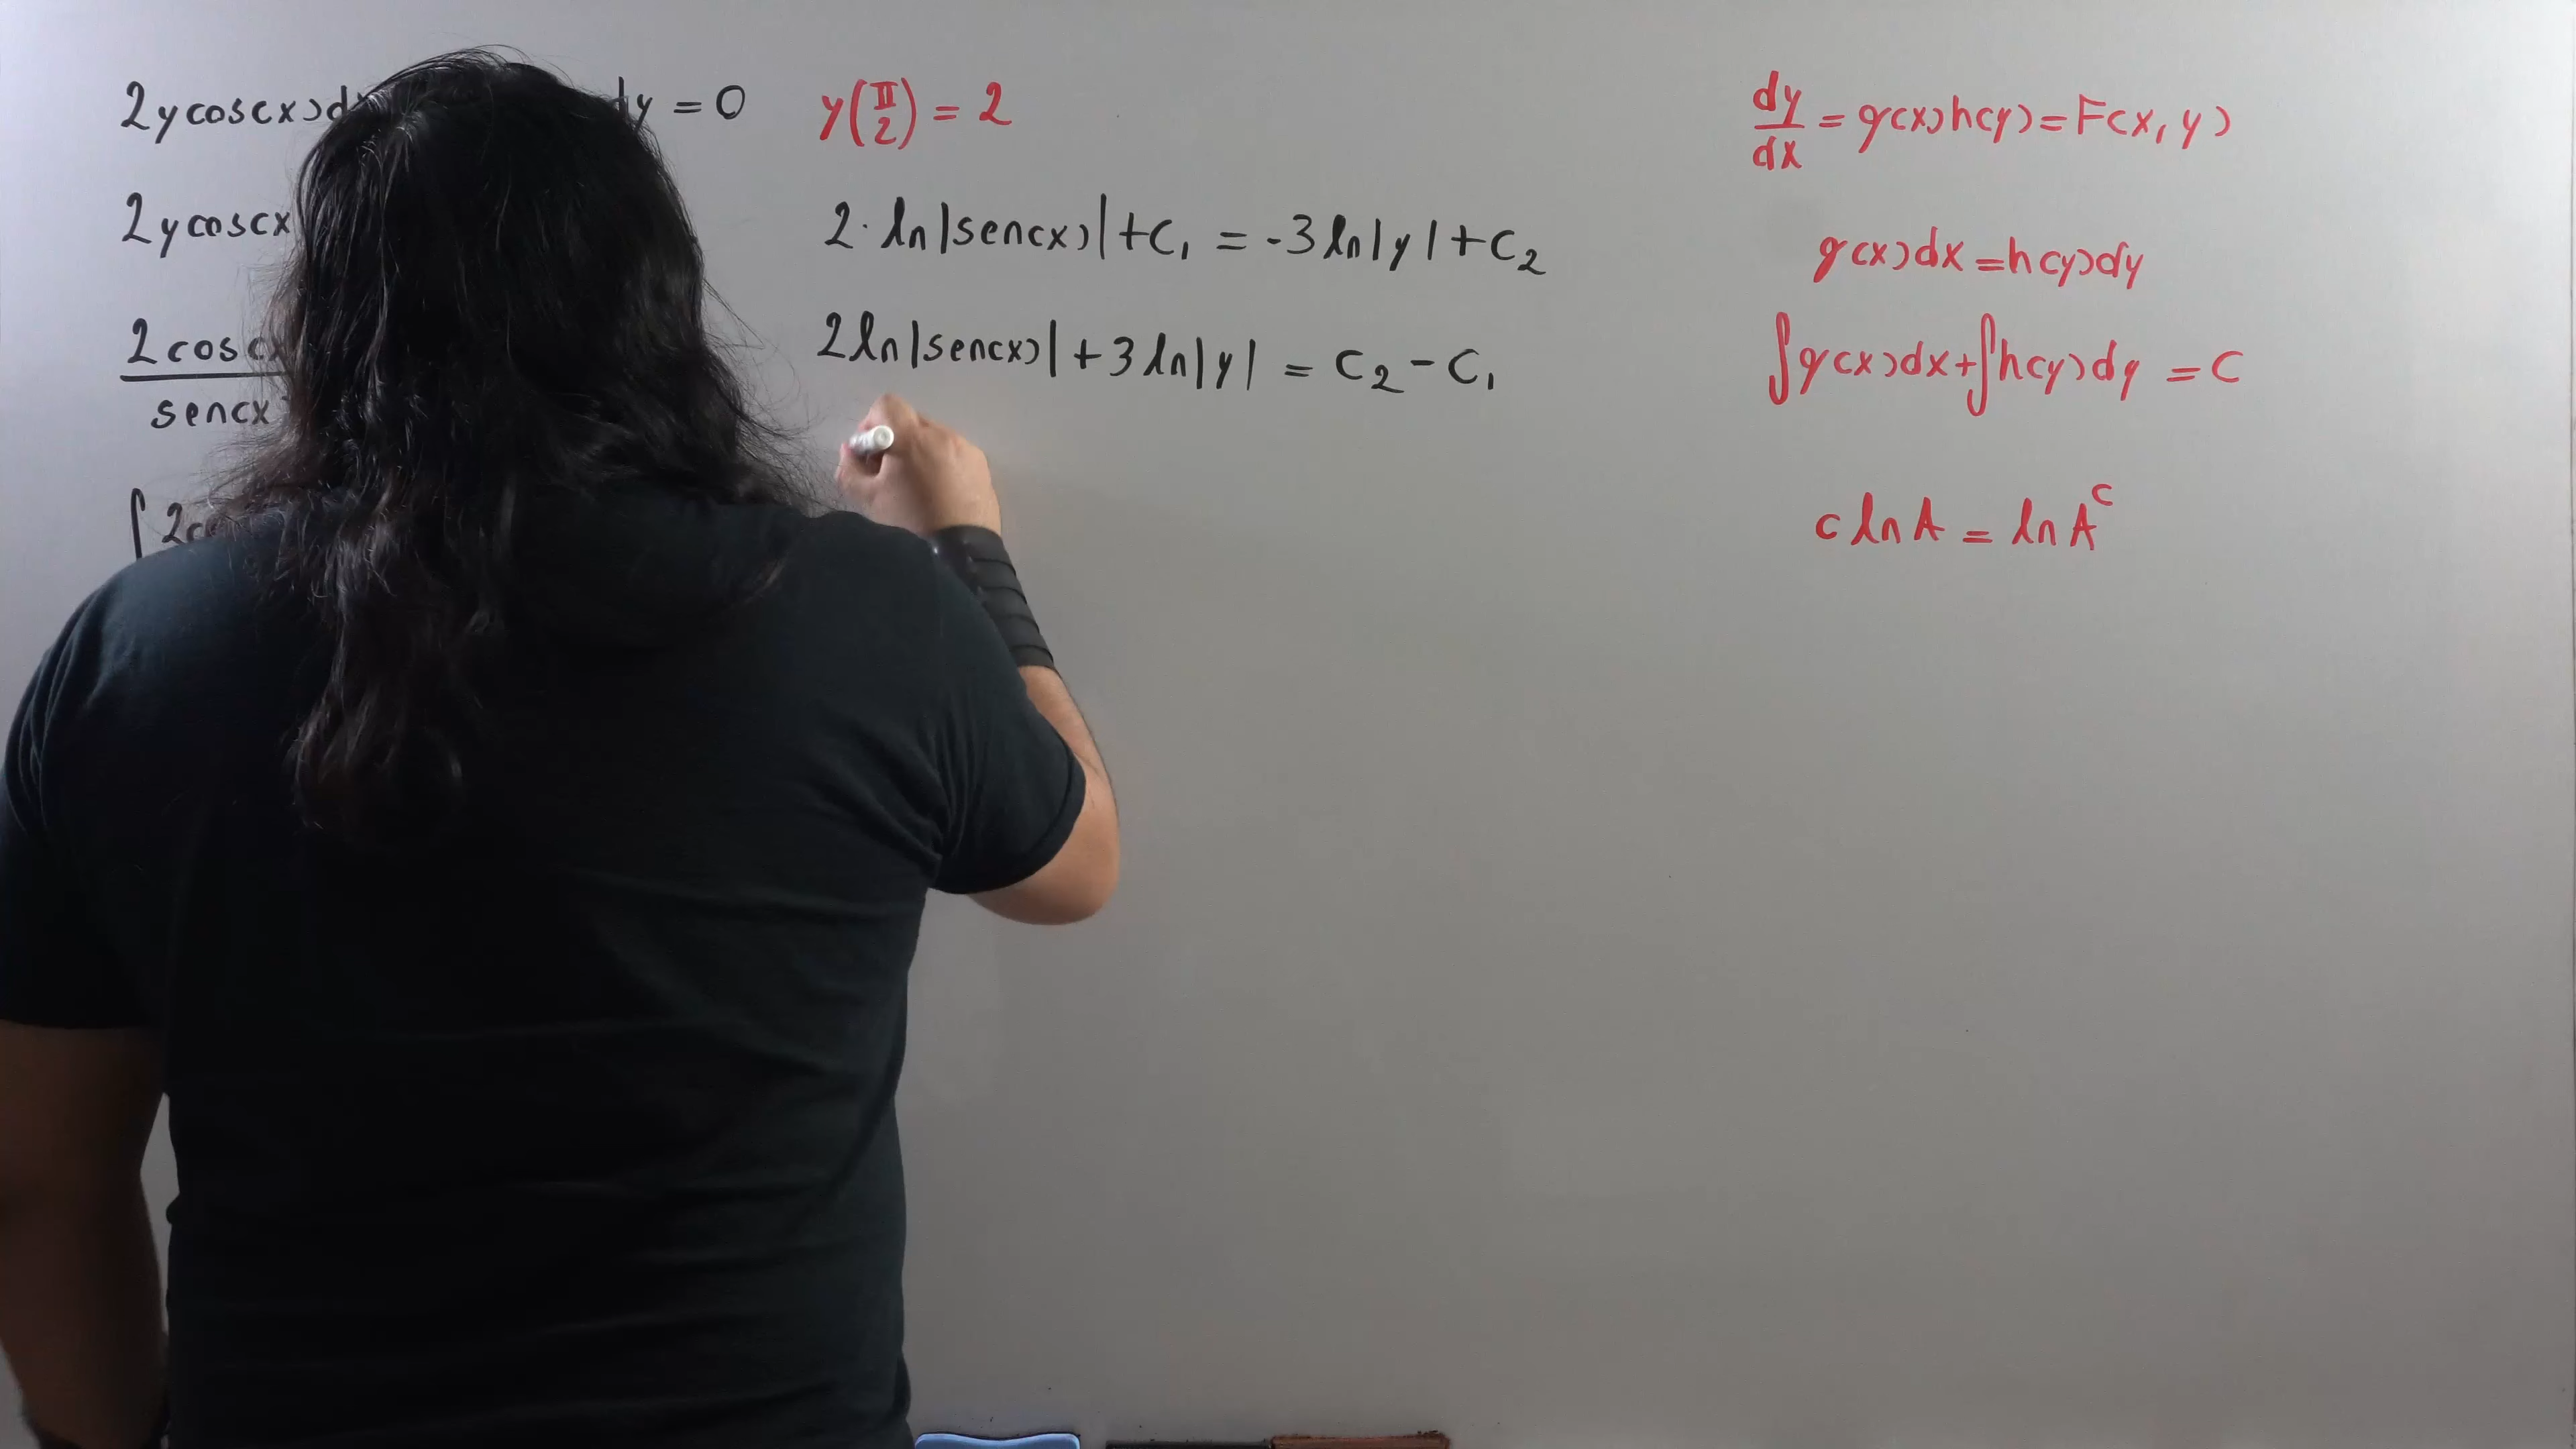 2ycos(x)d dy = 0
2ycos(x
2cos(x
sen(x
∫ 2c
y(π/2) = 2
2·ln|sen(x)|+C₁ = -3ln|y|+C₂
2ln|sen(x)|+3ln|y| = C₂-C₁
dy/dx = g(x)h(y)=F(x,y)
g(x)dx=h(y)dy
∫g(x)dx+∫h(y)dy = C
c ln A = ln Aᶜ